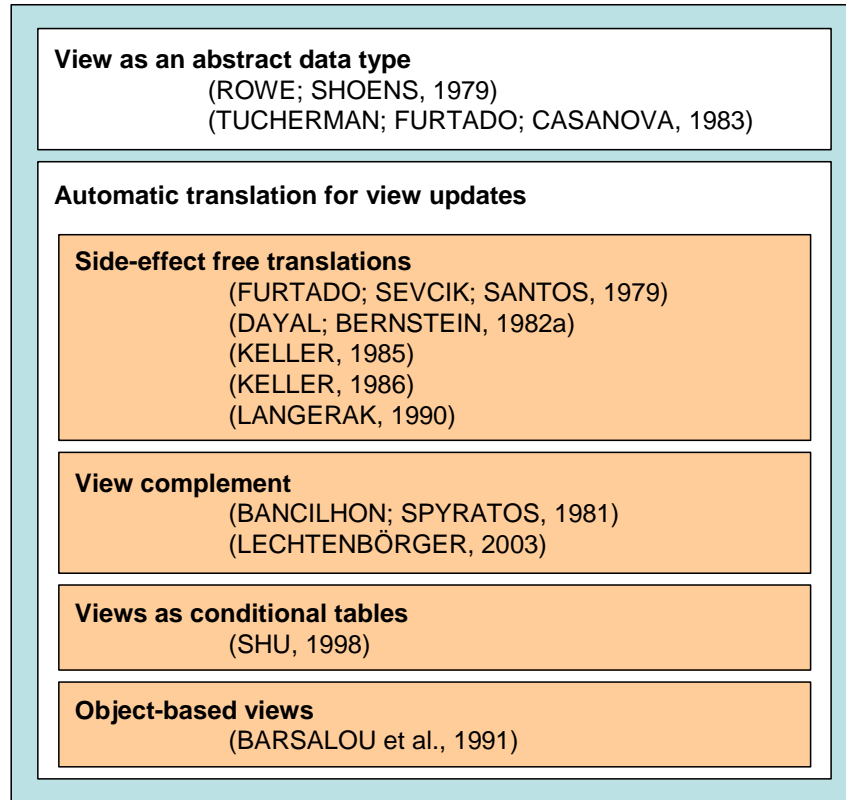 View as an abstract data type
(ROWE; SHOENS, 1979)
(TUCHERMAN; FURTADO; CASANOVA, 1983)
Automatic translation for view updates
Side-effect free translations
(FURTADO; SEVCIK; SANTOS, 1979)
(DAYAL; BERNSTEIN, 1982a)
(KELLER, 1985)
(KELLER, 1986)
(LANGERAK, 1990)
View complement
(BANCILHON; SPYRATOS, 1981)
(LECHTENBÖRGER, 2003)
Views as conditional tables
(SHU, 1998)
Object-based views
(BARSALOU et al., 1991)